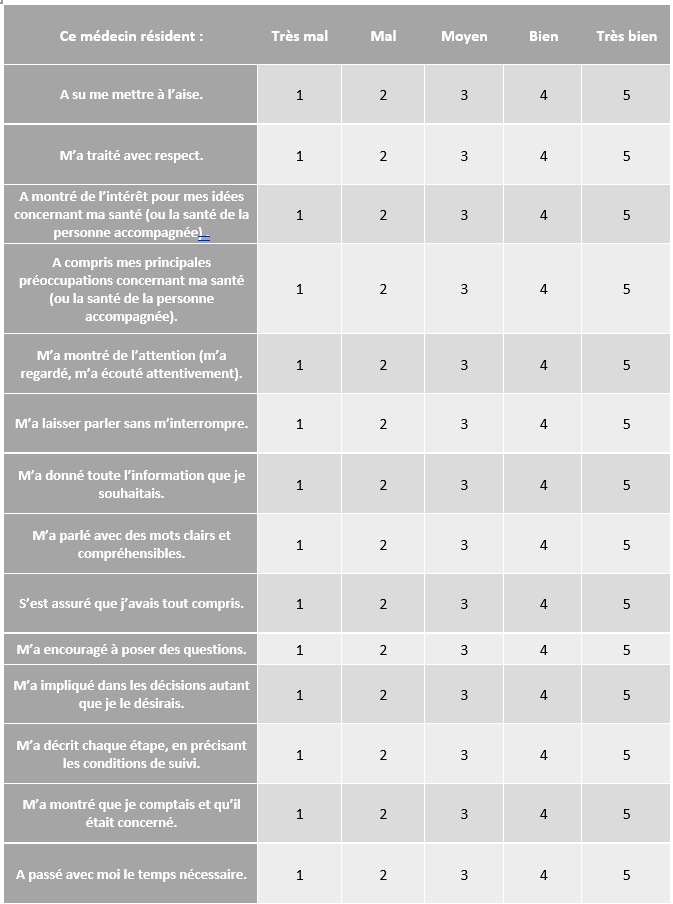 Ce médecin résident : Très mal Mal Moyen Bien Très bien
A su me mettre à l’aise. 1 2 3 4 5
M’a traité avec respect. 1 2 3 4 5
A montré de l’intérêt pour mes idées
concernant ma santé (ou la santé de la 1 2 3 4 5
personne accompagnée)
A compris mes principales
préoccupations concernant ma santé 1 2 3 4 5
(ou la santé de la personne
accompagnée).
M’a montré de l’attention (m’a
regardé, m’a écouté attentivement). 1 2 3 4 5
M’a laisser parler sans m’interrompre. 1 2 3 4 5
M’a donné toute l’information que je
souhaitais. 1 2 3 4 5
M’a parlé avec des mots clairs et
compréhensibles. 1 2 3 4 5
S’est assuré que j’avais tout compris. 1 2 3 4 5
M’a encouragé à poser des questions. 1 2 3 4 5
M’a impliqué dans les décisions autant
que je le désirais. 1 2 3 4 5
M’a décrit chaque étape, en précisant
les conditions de suivi. 1 2 3 4 5
M’a montré que je comptais et qu’il
était concerné. 1 2 3 4 5
A passé avec moi le temps nécessaire. 1 2 3 4 5